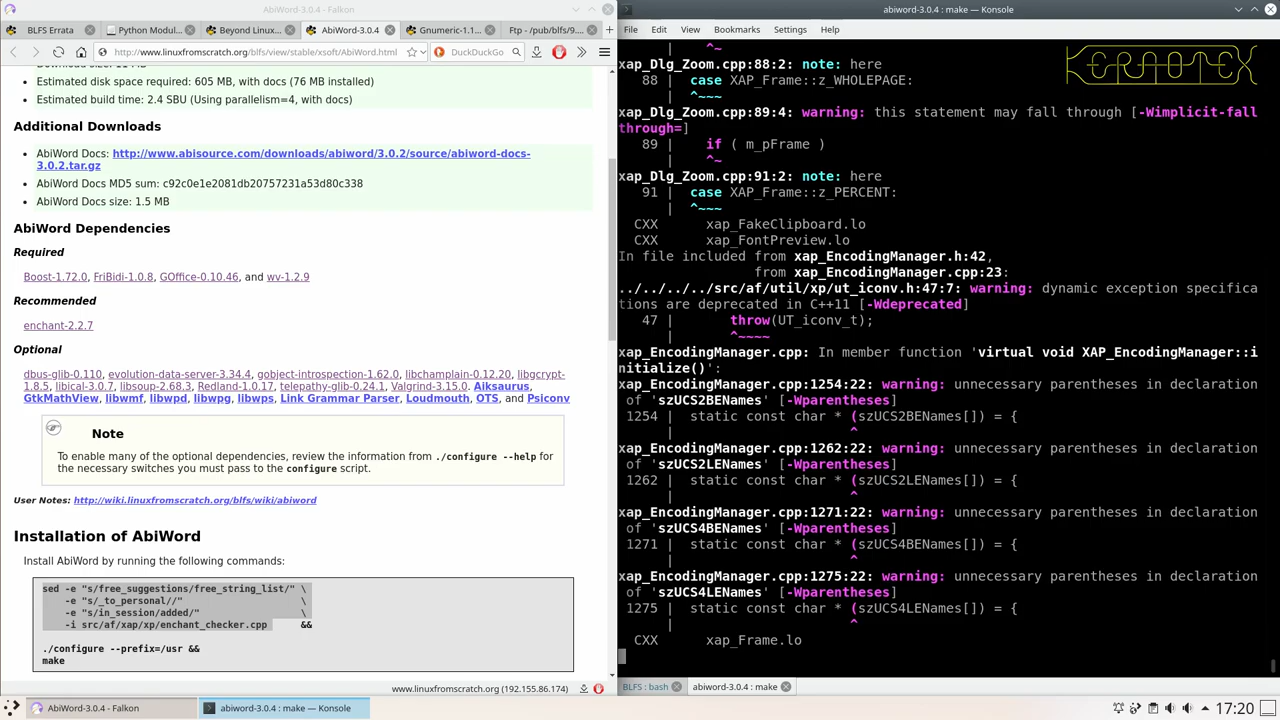 AbiWord-3.0.4 - Falkon
BLFS Errata
Python Modul...
Beyond Linux...
AbiWord-3.0.4
Gnumeric-1.1...
Ftp - /pub/blfs/9....
http://www.linuxfromscratch.org/blfs/view/stable/xsoft/AbiWord.html
DuckDuckGo
Estimated disk space required: 605 MB, with docs (76 MB installed)
Estimated build time: 2.4 SBU (Using parallelism=4, with docs)
Additional Downloads
AbiWord Docs: http://www.abisource.com/downloads/abiword/3.0.2/source/abiword-docs-
3.0.2.tar.gz
AbiWord Docs MD5 sum: c92c0e1e2081db20757231a53d80c338
AbiWord Docs size: 1.5 MB
AbiWord Dependencies
Required
Boost-1.72.0, FriBidi-1.0.8, GOffice-0.10.46, and wv-1.2.9
Recommended
enchant-2.2.7
Optional
dbus-glib-0.110, evolution-data-server-3.34.4, gobject-introspection-1.62.0, libchamplain-0.12.20, libgcrypt-
1.8.5, libical-3.0.7, libsoup-2.68.3, Redland-1.0.17, telepathy-glib-0.24.1, Valgrind-3.15.0. Aiksaurus,
GtkMathView, libwmf, libwpd, libwpg, libwps, Link Grammar Parser, Loudmouth, OTS, and Psiconv
Note
To enable many of the optional dependencies, review the information from ./configure --help for
the necessary switches you must pass to the configure script.
User Notes: http://wiki.linuxfromscratch.org/blfs/wiki/abiword
Installation of AbiWord
Install AbiWord by running the following commands:
sed -e "s/free_suggestions/free_string_list/" \
-e "s/_to_personal//" \
-e "s/in_session/added/" \
-i src/af/xap/xp/enchant_checker.cpp &&
./configure --prefix=/usr &&
make
www.linuxfromscratch.org (192.155.86.174)
abiword-3.0.4 : make — Konsole
File Edit View Bookmarks Settings Help
KERNOTEX
| ^~
xap_Dlg_Zoom.cpp:88:2: note: here
88 | case XAP_Frame::z_WHOLEPAGE:
| ^~~~
xap_Dlg_Zoom.cpp:89:4: warning: this statement may fall through [-Wimplicit-fall
through=]
89 | if ( m_pFrame )
| ^~
xap_Dlg_Zoom.cpp:91:2: note: here
91 | case XAP_Frame::z_PERCENT:
| ^~~~
CXX xap_FakeClipboard.lo
CXX xap_FontPreview.lo
In file included from xap_EncodingManager.h:42,
from xap_EncodingManager.cpp:23:
../../../../src/af/util/xp/ut_iconv.h:47:7: warning: dynamic exception specifica
tions are deprecated in C++11 [-Wdeprecated]
47 | throw(UT_iconv_t);
| ^~~~~
xap_EncodingManager.cpp: In member function 'virtual void XAP_EncodingManager::i
nitialize()':
xap_EncodingManager.cpp:1254:22: warning: unnecessary parentheses in declaration
of 'szUCS2BENames' [-Wparentheses]
1254 | static const char * (szUCS2BENames[]) = {
| ^
xap_EncodingManager.cpp:1262:22: warning: unnecessary parentheses in declaration
of 'szUCS2LENames' [-Wparentheses]
1262 | static const char * (szUCS2LENames[]) = {
| ^
xap_EncodingManager.cpp:1271:22: warning: unnecessary parentheses in declaration
of 'szUCS4BENames' [-Wparentheses]
1271 | static const char * (szUCS4BENames[]) = {
| ^
xap_EncodingManager.cpp:1275:22: warning: unnecessary parentheses in declaration
of 'szUCS4LENames' [-Wparentheses]
1275 | static const char * (szUCS4LENames[]) = {
| ^
CXX xap_Frame.lo
BLFS : bash
abiword-3.0.4 : make
AbiWord-3.0.4 - Falkon
abiword-3.0.4 : make — Konsole
17:20